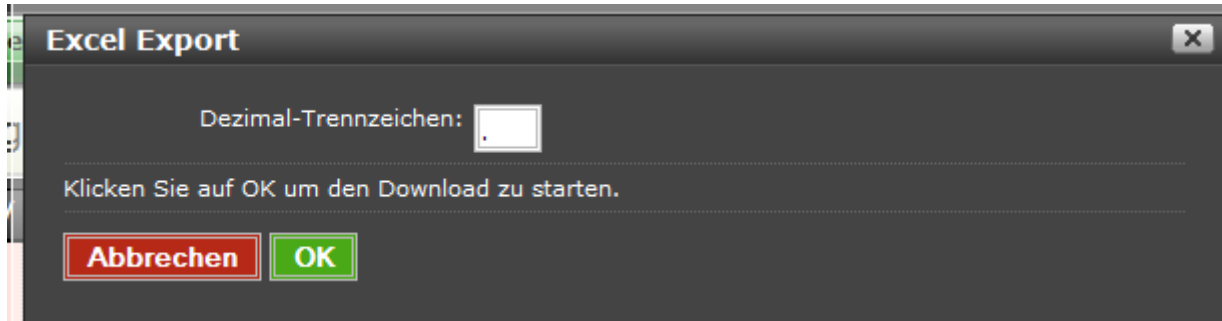 Excel Export
Dezimal-Trennzeichen: .
Klicken Sie auf OK um den Download zu starten.
Abbrechen OK